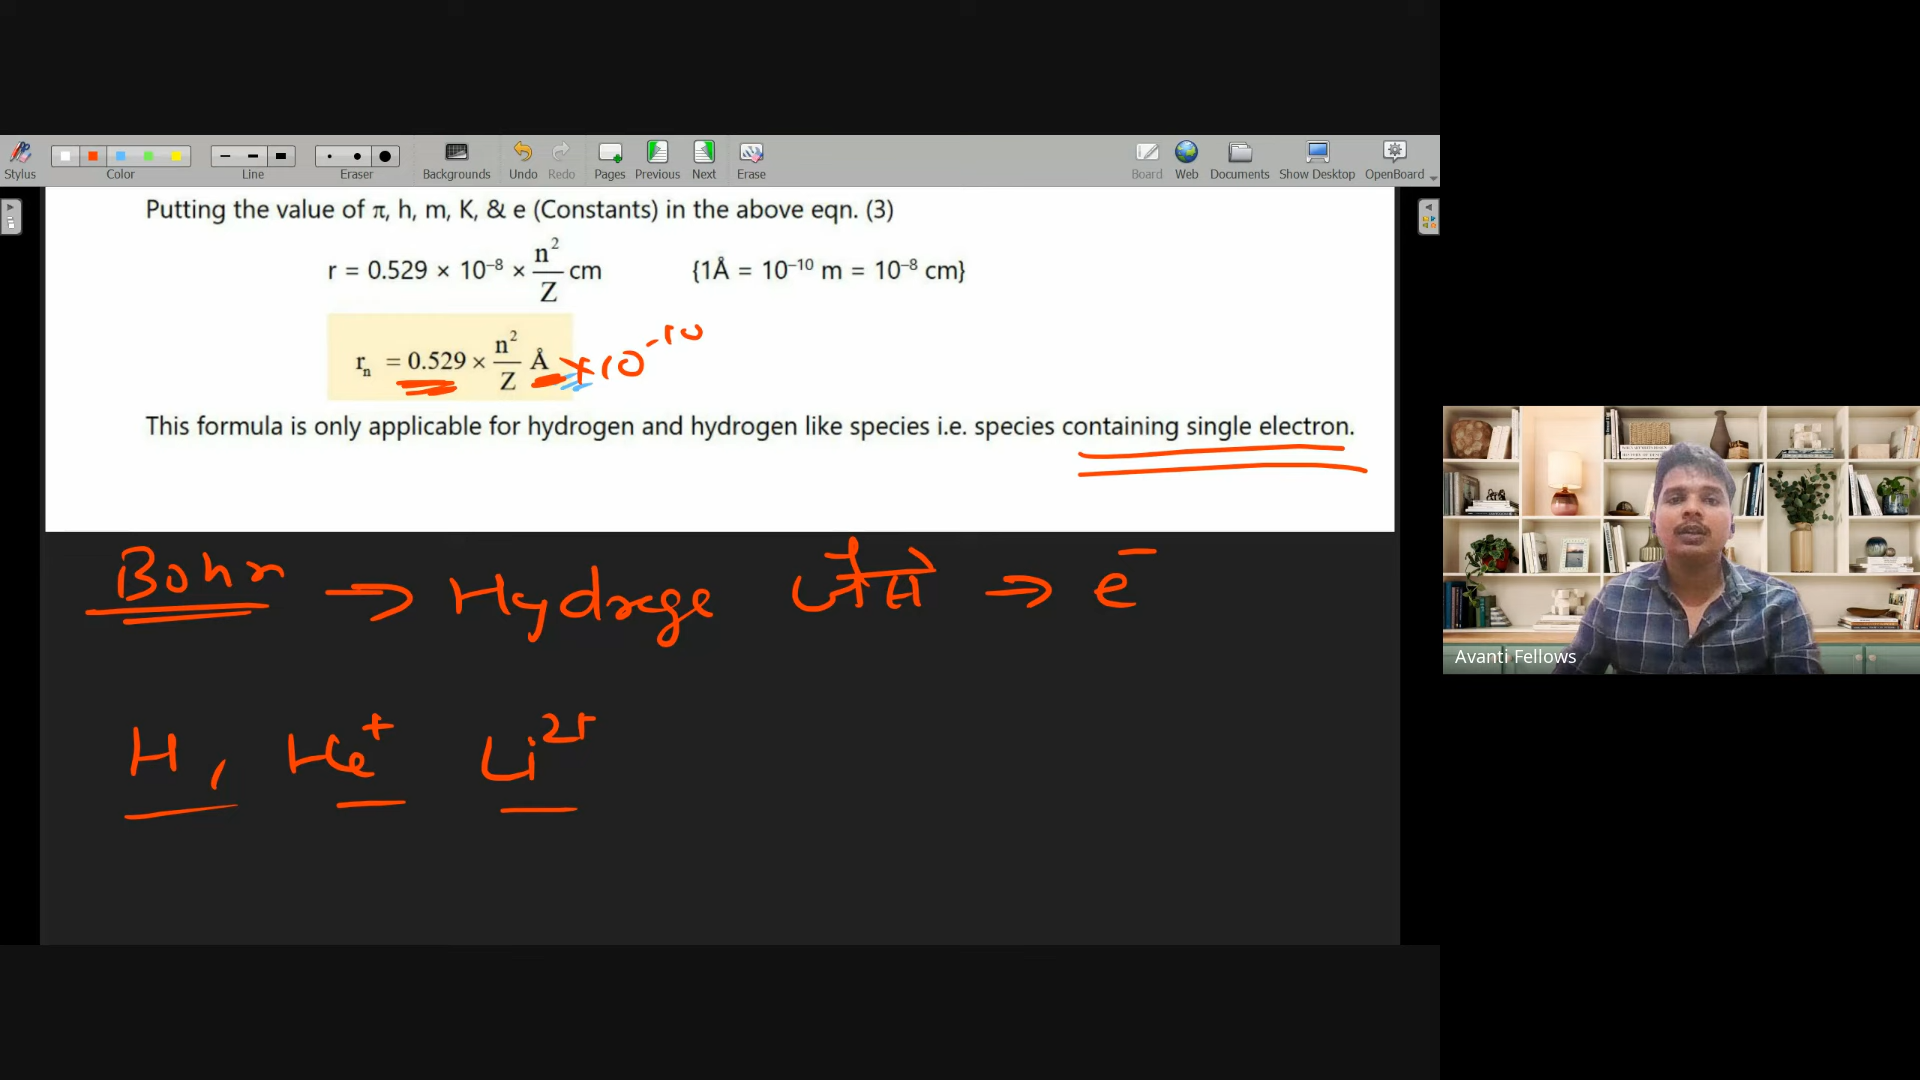 Stylus Color Line Eraser Backgrounds Undo Redo Pages Previous Next Erase Board Web Documents Show Desktop OpenBoard
Putting the value of π, h, m, K, & e (Constants) in the above eqn. (3)
r = 0.529 × 10⁻⁸ × n²/Z cm {1Å = 10⁻¹⁰ m = 10⁻⁸ cm}
rₙ = 0.529 × n²/Z Å ×10⁻¹⁰
This formula is only applicable for hydrogen and hydrogen like species i.e. species containing single electron.
Bohr → Hydroge → e⁻
H, He⁺ Li²⁺
Avanti Fellows